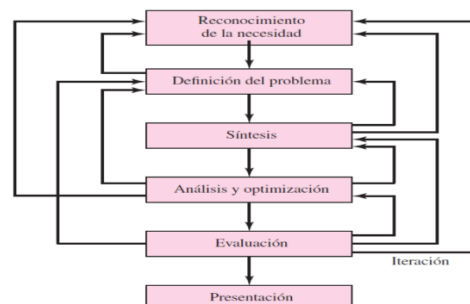 Reconocimiento
de la necesidad
Definición del problema
Síntesis
Análisis y optimización
Evaluación
Iteración
Presentación